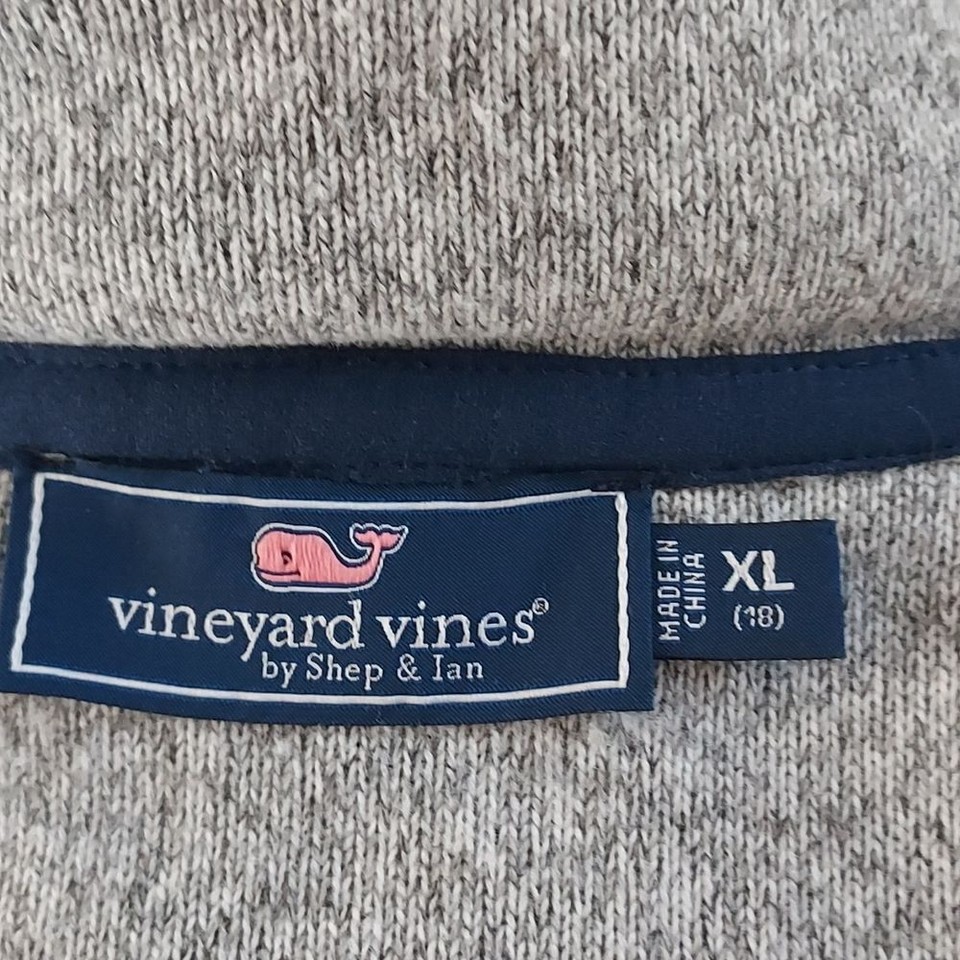 vineyard vines®
by Shep & Ian
MADE IN
CHINA
XL
(18)